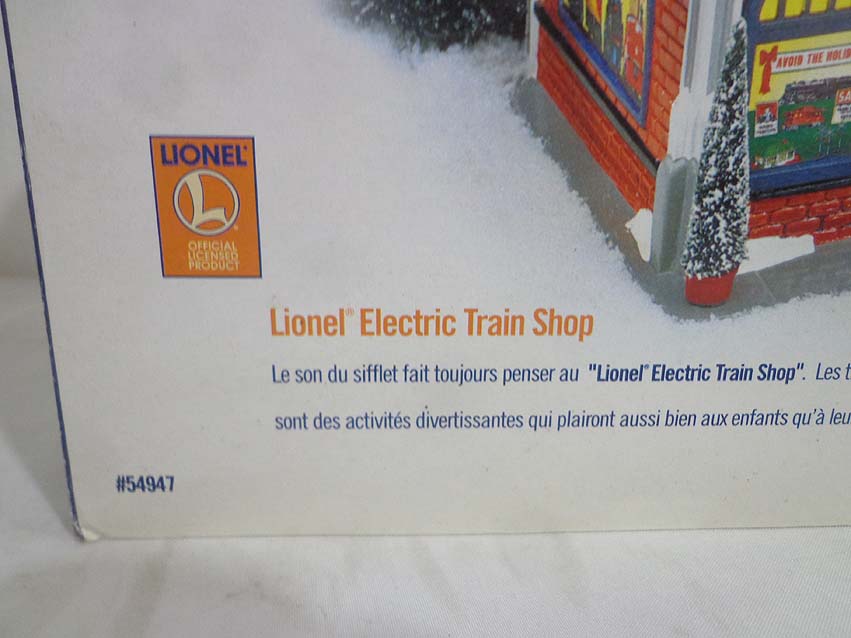 AVOID THE HOLID
LIONEL®
L
OFFICIAL
LICENSED
PRODUCT
Lionel® Electric Train Shop
Le son du sifflet fait toujours penser au "Lionel® Electric Train Shop". Les t
sont des activités divertissantes qui plairont aussi bien aux enfants qu'à leu
#54947